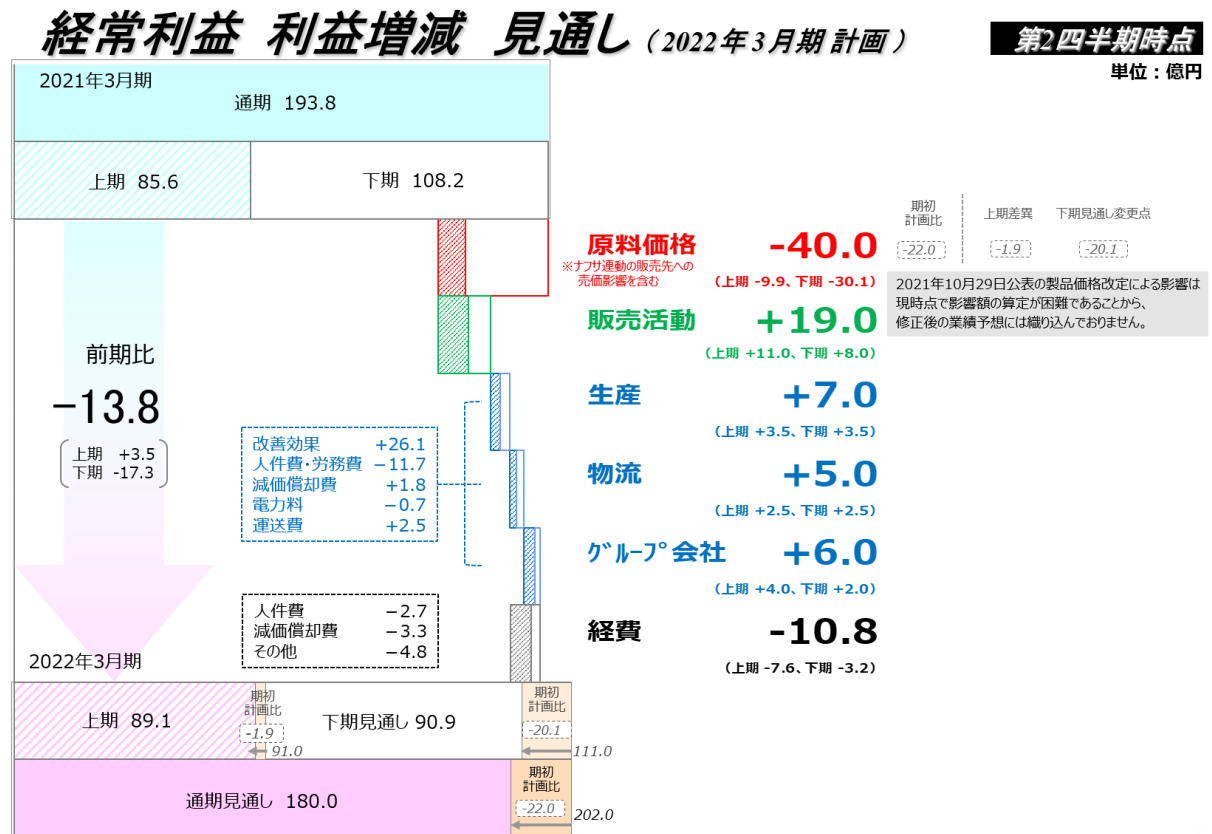 経常利益 利益増減 見通し（2022年3月期 計画）
第2四半期時点
単位：億円
2021年3月期
通期 193.8
上期 85.6
下期 108.2
原料価格 -40.0
※ナフサ連動の販売先への
売価影響を含む
（上期 -9.9、下期 -30.1）
期初
計画比
上期差異
下期見通し変更点
-22.0
-1.9
-20.1
2021年10月29日公表の製品価格改定による影響は
現時点で影響額の算定が困難であることから、
修正後の業績予想には織り込んでおりません。
販売活動 +19.0
（上期 +11.0、下期 +8.0）
前期比
-13.8
上期 +3.5
下期 -17.3
生産 +7.0
（上期 +3.5、下期 +3.5）
改善効果 +26.1
人件費・労務費 －11.7
減価償却費 +1.8
電力料 －0.7
運送費 +2.5
物流 +5.0
（上期 +2.5、下期 +2.5）
ｸﾞﾙｰﾌﾟ会社 +6.0
（上期 +4.0、下期 +2.0）
人件費 －2.7
減価償却費 －3.3
その他 －4.8
経費 -10.8
（上期 -7.6、下期 -3.2）
2022年3月期
上期 89.1
期初
計画比
-1.9
91.0
下期見通し 90.9
期初
計画比
-20.1
111.0
通期見通し 180.0
期初
計画比
-22.0
202.0